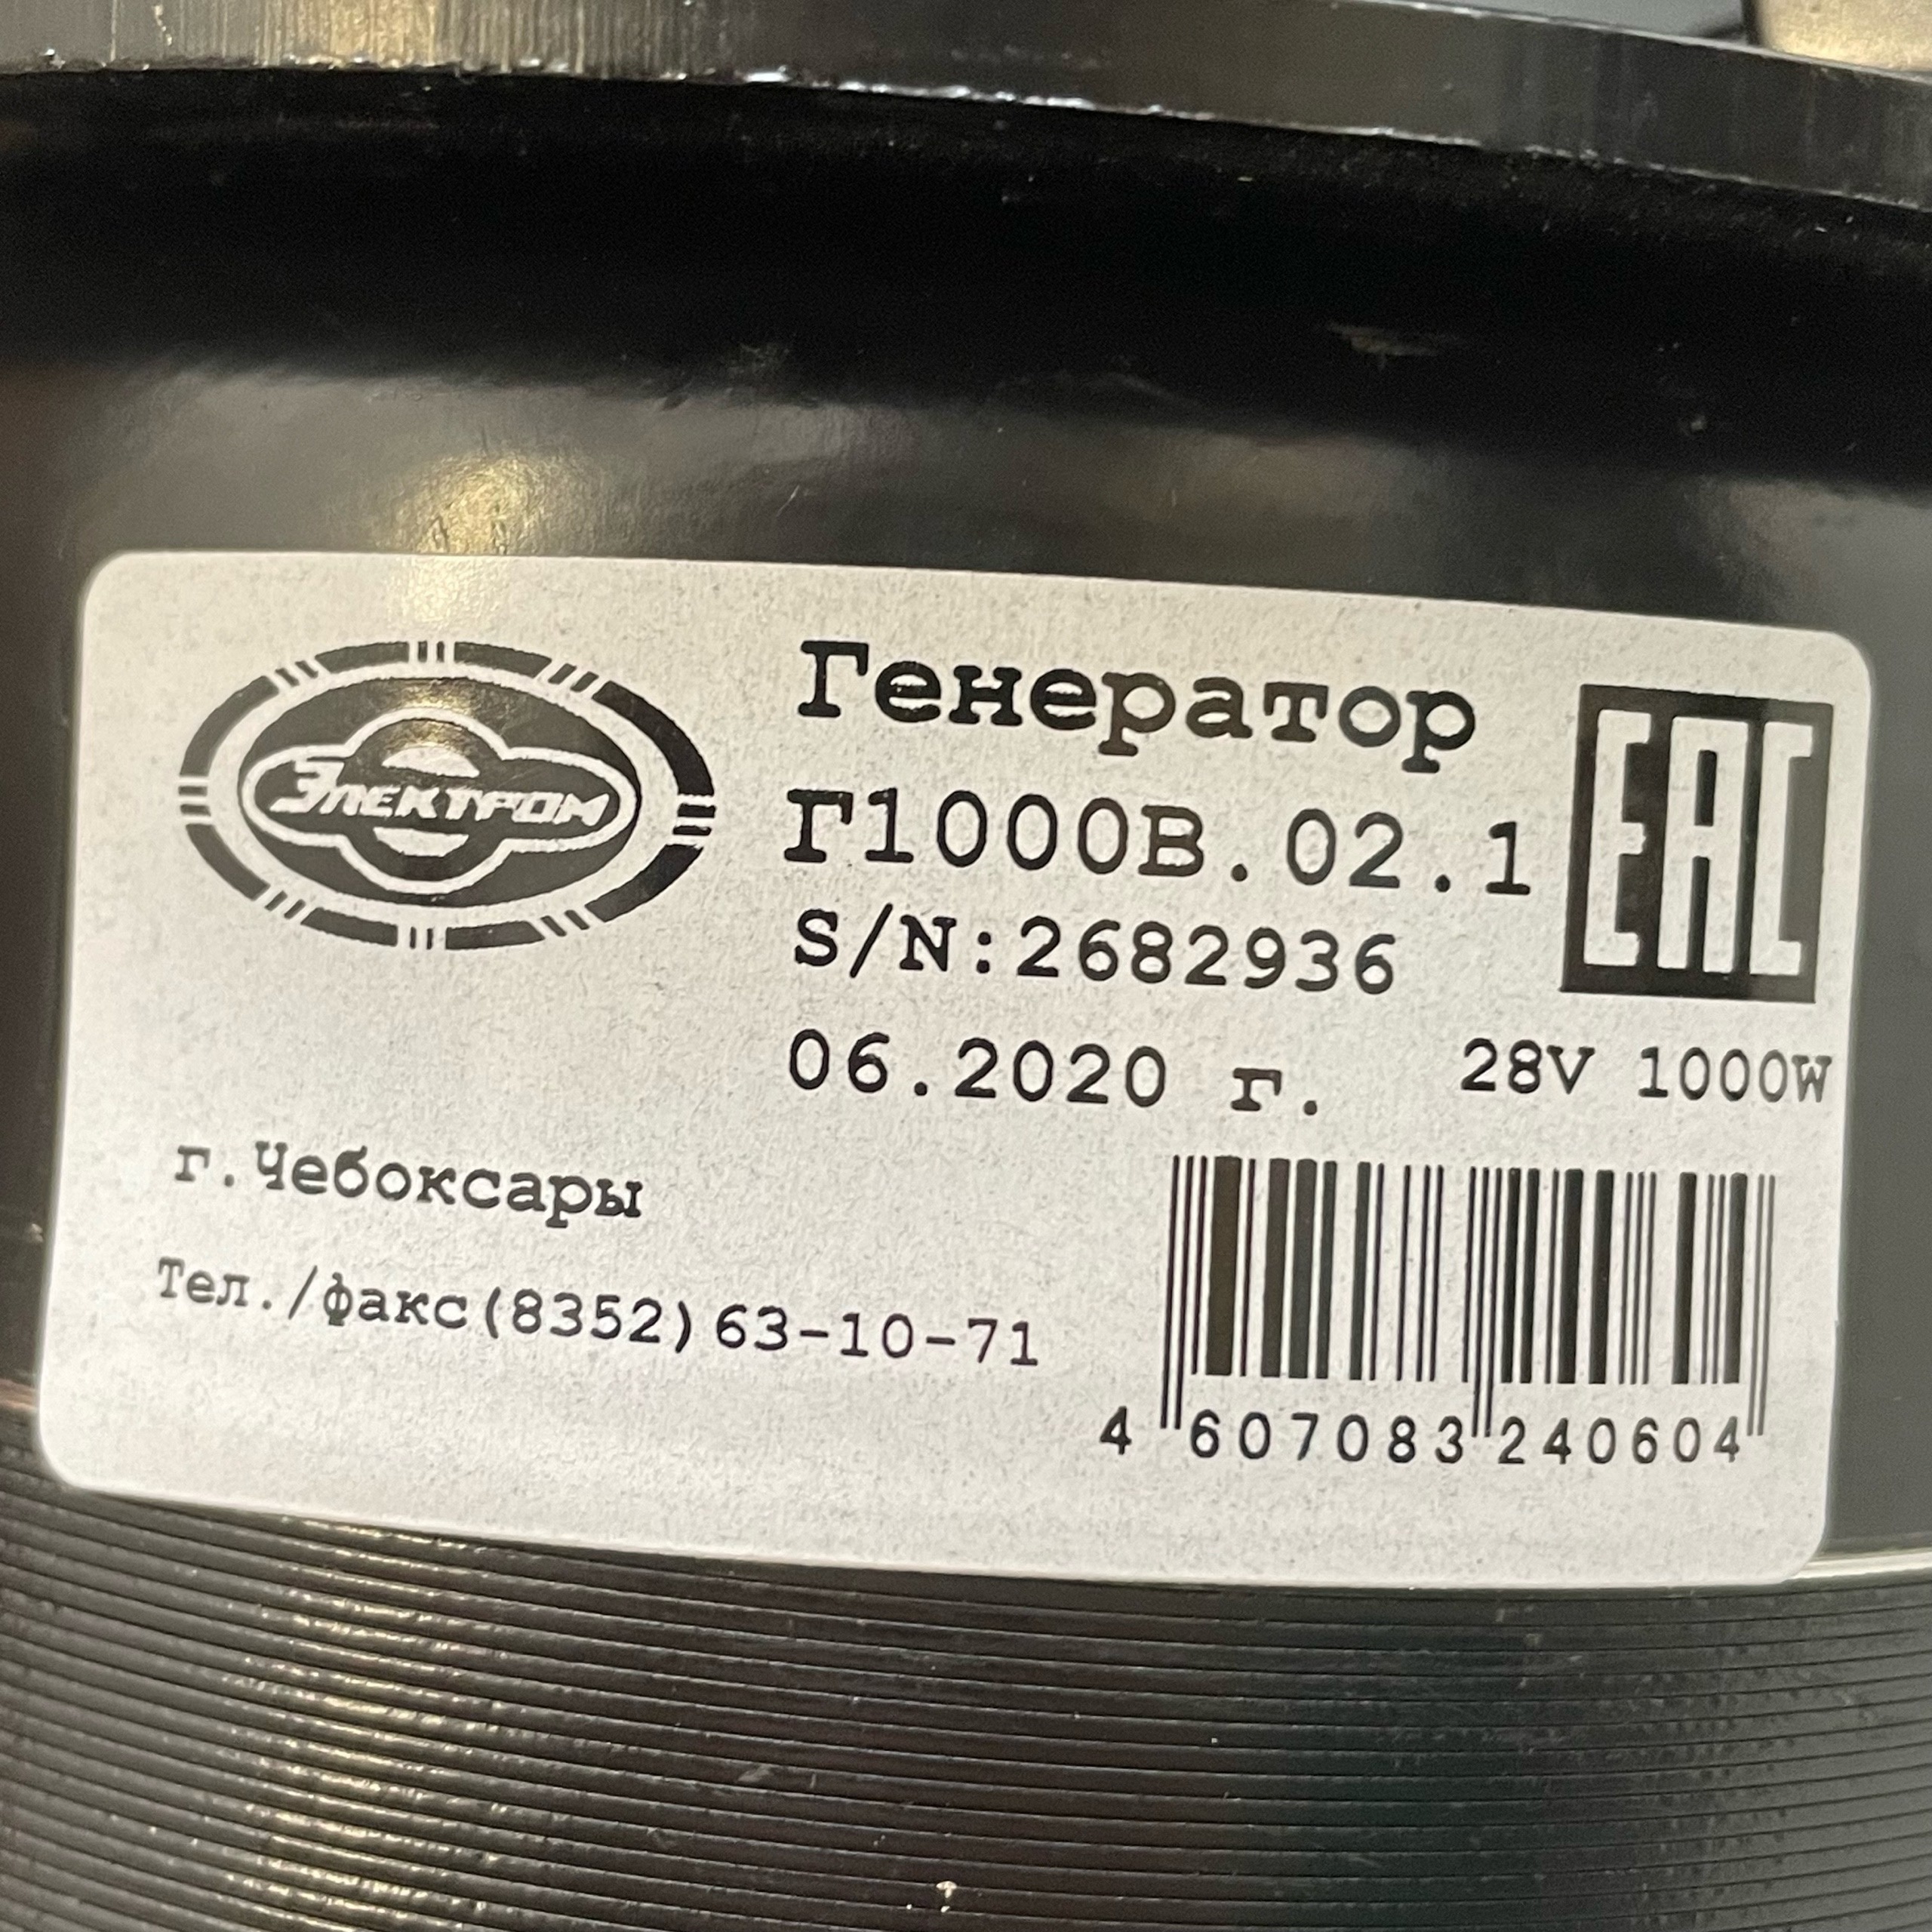 Электром
Генератор
Г1000В.02.1
EAC
S/N:2682936
06.2020 г.
28V 1000W
г.Чебоксары
Тел./факс(8352)63-10-71
4 607083 240604